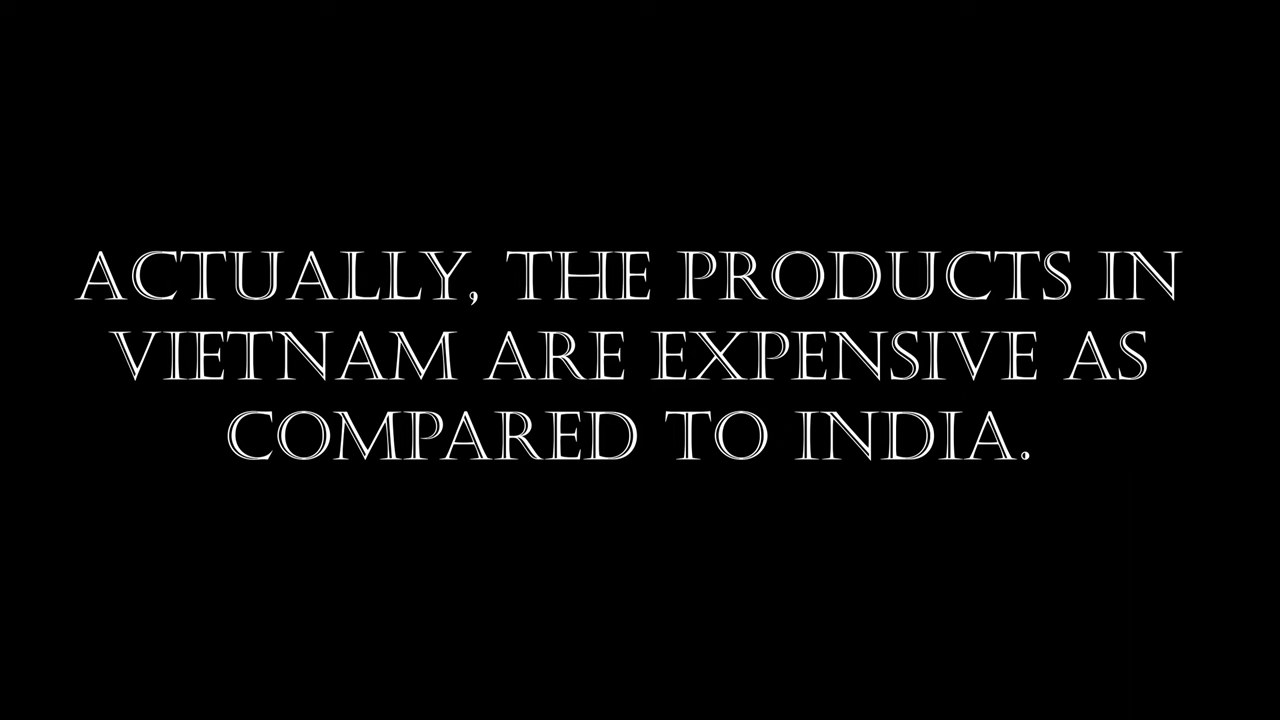 ACTUALLY, THE PRODUCTS IN
VIETNAM ARE EXPENSIVE AS
COMPARED TO INDIA.